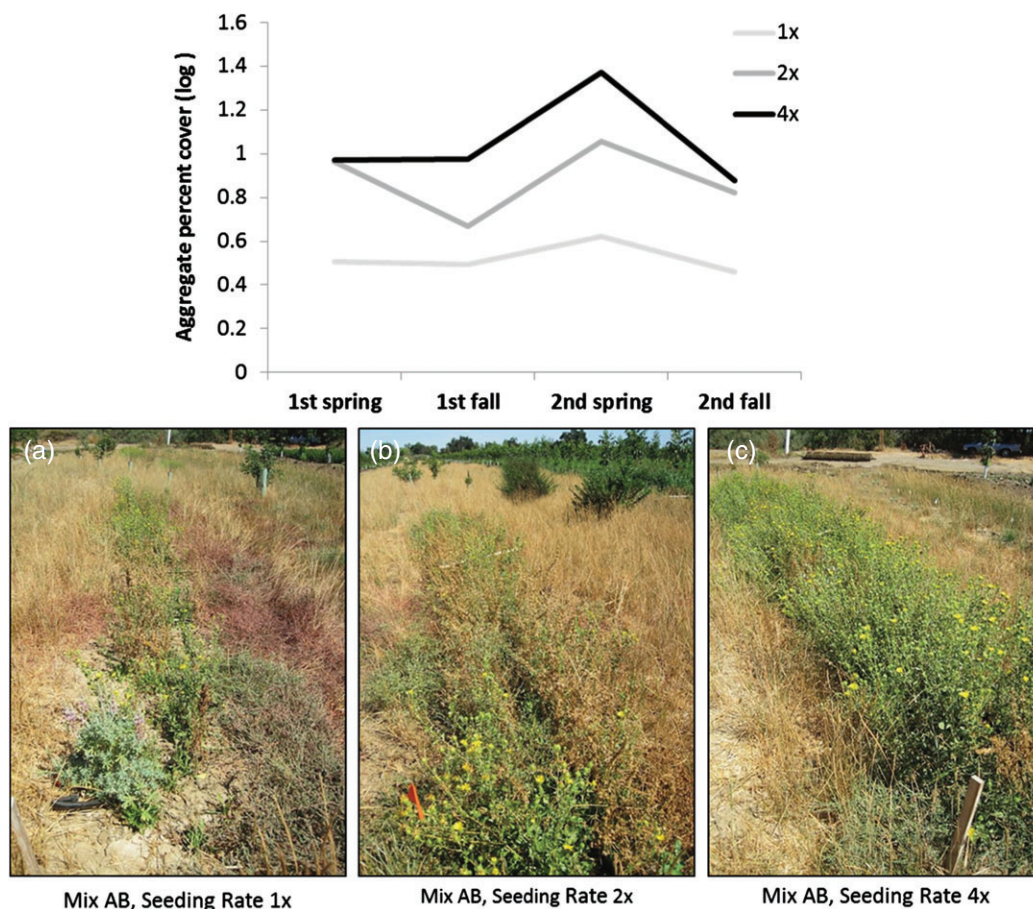 Aggregate percent cover (log )
1.6
1.4
1.2
1
0.8
0.6
0.4
0.2
0
1x
2x
4x
1st spring 1st fall 2nd spring 2nd fall
(a)
(b)
(c)
Mix AB, Seeding Rate 1x
Mix AB, Seeding Rate 2x
Mix AB, Seeding Rate 4x